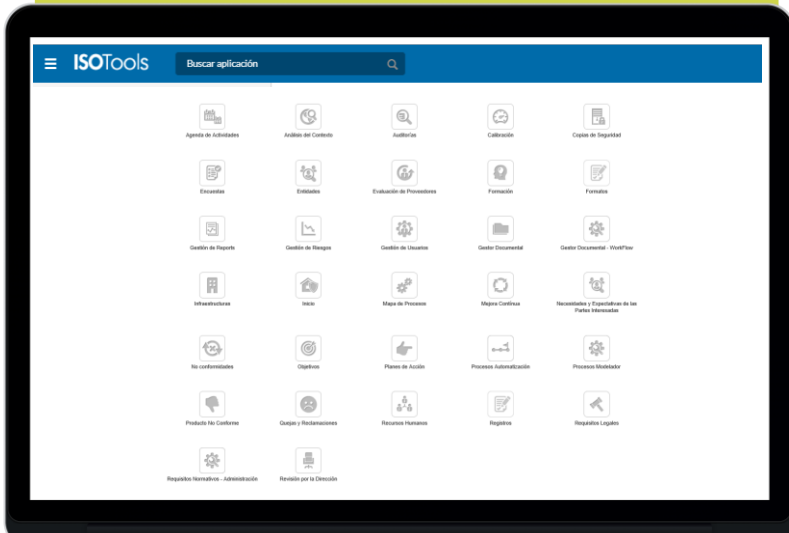 ISOTools
Buscar aplicación
Agenda de Actividades
Análisis del Contexto
Auditorías
Calibración
Copias de Seguridad
Encuestas
Entidades
Evaluación de Proveedores
Formación
Formatos
Gestión de Reports
Gestión de Riesgos
Gestión de Usuarios
Gestor Documental
Gestor Documental - WorkFlow
Infraestructuras
Inicio
Mapa de Procesos
Mejora Continua
Necesidades y Expectativas de las
Partes Interesadas
No conformidades
Objetivos
Planes de Acción
Procesos Automatización
Procesos Modelador
Producto No Conforme
Quejas y Reclamaciones
Recursos Humanos
Registros
Requisitos Legales
Requisitos Normativos - Administración
Revisión por la Dirección